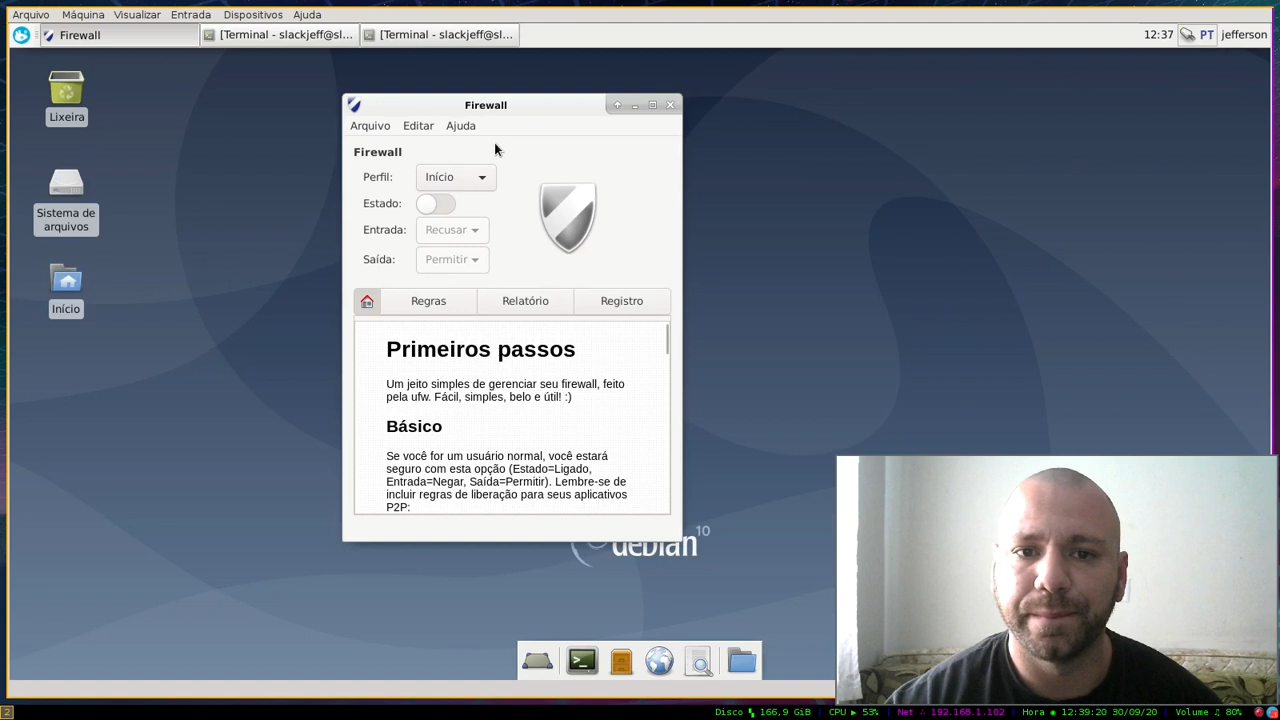 Arquivo Máquina Visualizar Entrada Dispositivos Ajuda
Firewall [Terminal - slackjeff@sl... [Terminal - slackjeff@sl... 12:37 PT jefferson
Lixeira
Sistema de
arquivos
Início
Firewall
Arquivo Editar Ajuda
Firewall
Perfil: Início
Estado:
Entrada: Recusar
Saída: Permitir
Regras Relatório Registro
Primeiros passos
Um jeito simples de gerenciar seu firewall, feito
pela ufw. Fácil, simples, belo e útil! :)
Básico
Se você for um usuário normal, você estará
seguro com esta opção (Estado=Ligado,
Entrada=Negar, Saída=Permitir). Lembre-se de
incluir regras de liberação para seus aplicativos
P2P:
debian 10
2 Disco 166,9 GiB CPU 53% Net 192.168.1.102 Hora 12:39:20 30/09/20 Volume 80%